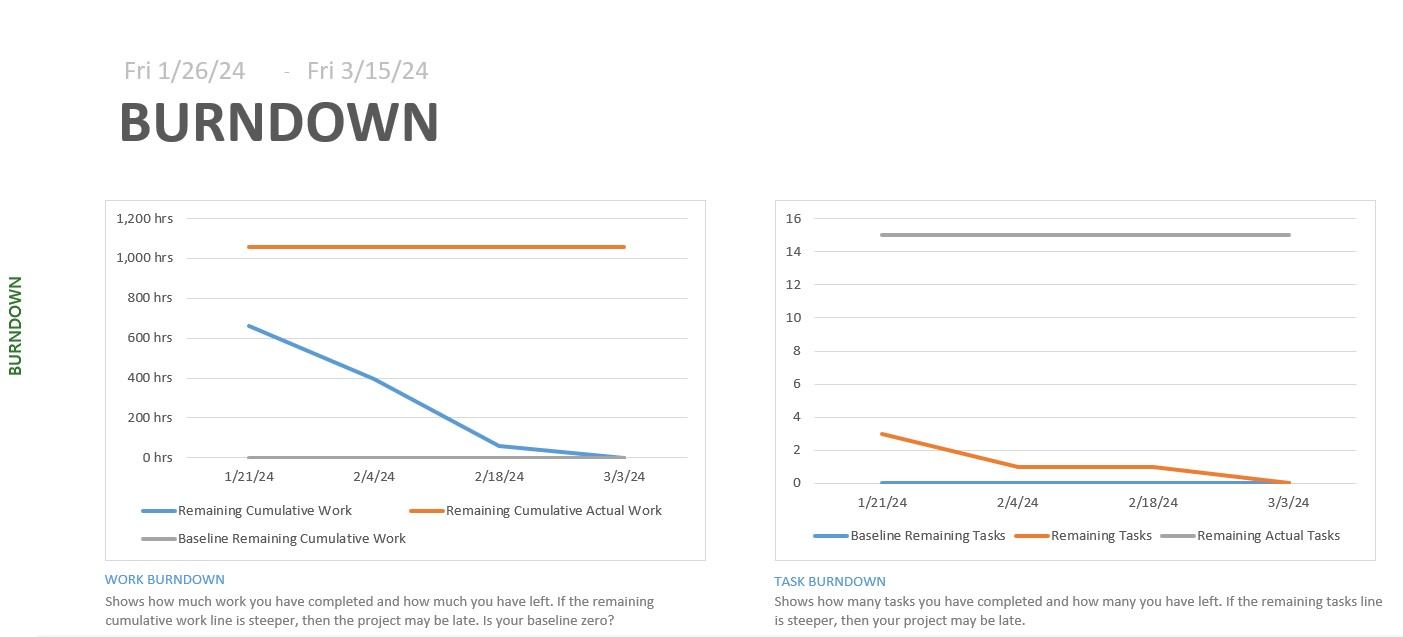 Fri 1/26/24 - Fri 3/15/24
BURNDOWN
BURNDOWN
1,200 hrs
1,000 hrs
800 hrs
600 hrs
400 hrs
200 hrs
0 hrs
1/21/24 2/4/24 2/18/24 3/3/24
Remaining Cumulative Work Remaining Cumulative Actual Work
Baseline Remaining Cumulative Work
WORK BURNDOWN
Shows how much work you have completed and how much you have left. If the remaining
cumulative work line is steeper, then the project may be late. Is your baseline zero?
16
14
12
10
8
6
4
2
0
1/21/24 2/4/24 2/18/24 3/3/24
Baseline Remaining Tasks Remaining Tasks Remaining Actual Tasks
TASK BURNDOWN
Shows how many tasks you have completed and how many you have left. If the remaining tasks line
is steeper, then your project may be late.